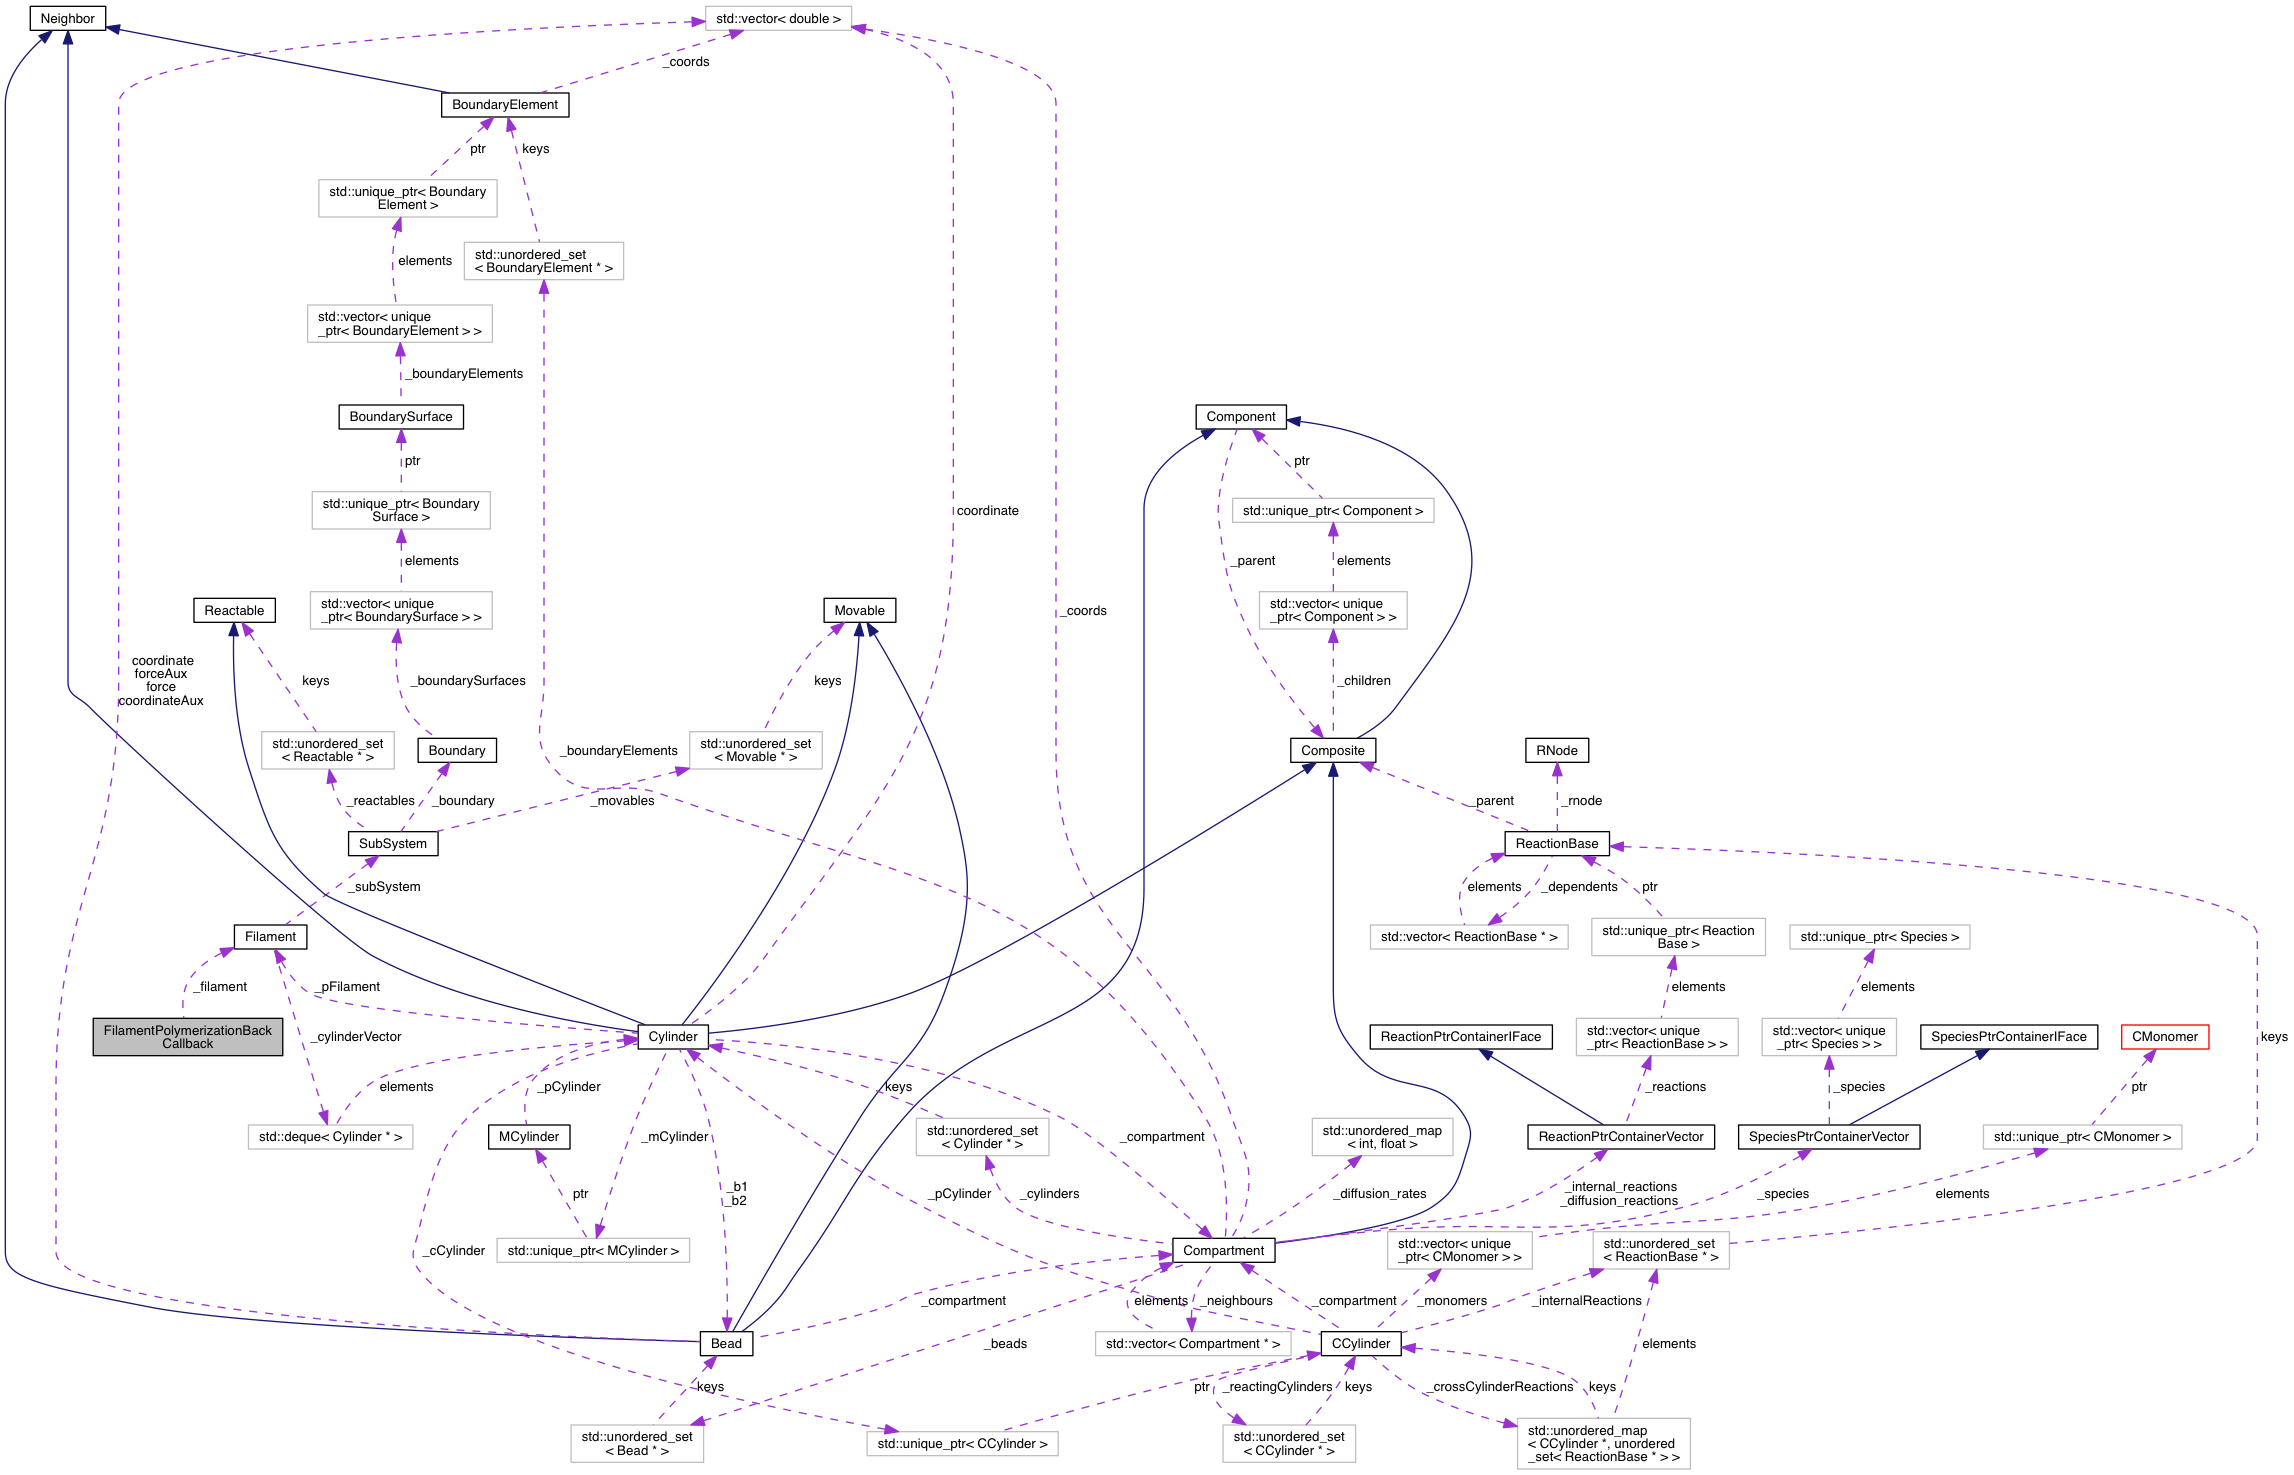 Neighbor
std::vector< double >
_coords
BoundaryElement
ptr
keys
std::unique_ptr< Boundary
Element >
std::unordered_set
< BoundaryElement * >
elements
std::vector< unique
_ptr< BoundaryElement > >
_boundaryElements
BoundarySurface
Component
ptr
ptr
std::unique_ptr< Boundary
Surface >
std::unique_ptr< Component >
coordinate
elements
_parent
elements
std::vector< unique
_ptr< BoundarySurface > >
std::vector< unique
_ptr< Component > >
Reactable
Movable
_coords
coordinate
forceAux
force
coordinateAux
keys
_boundarySurfaces
keys
_children
std::unordered_set
< Reactable * >
Boundary
_boundaryElements
std::unordered_set
< Movable * >
Composite
RNode
_reactables
_boundary
_movables
_parent
_rnode
SubSystem
ReactionBase
_subSystem
elements
_dependents
ptr
Filament
std::vector< ReactionBase * >
std::unique_ptr< Reaction
Base >
std::unique_ptr< Species >
_filament
_pFilament
elements
elements
FilamentPolymerizationBack
Callback
_cylinderVector
Cylinder
ReactionPtrContainerIFace
std::vector< unique
_ptr< ReactionBase > >
std::vector< unique
_ptr< Species > >
SpeciesPtrContainerIFace
CMonomer
keys
elements
_pCylinder
keys
_reactions
_species
ptr
std::deque< Cylinder * >
MCylinder
_mCylinder
std::unordered_set
< Cylinder * >
_compartment
std::unordered_map
< int, float >
ReactionPtrContainerVector
SpeciesPtrContainerVector
std::unique_ptr< CMonomer >
ptr
_b1
_b2
_pCylinder
_cylinders
_diffusion_rates
_internal_reactions
_diffusion_reactions
_species
elements
_cCylinder
std::unique_ptr< MCylinder >
Compartment
std::vector< unique
_ptr< CMonomer > >
std::unordered_set
< ReactionBase * >
_compartment
elements
_neighbours
_compartment
_monomers
_internalReactions
Bead
_beads
std::vector< Compartment * >
CCylinder
elements
keys
ptr
_reactingCylinders
keys
_crossCylinderReactions
keys
std::unordered_set
< Bead * >
std::unique_ptr< CCylinder >
std::unordered_set
< CCylinder * >
std::unordered_map
< CCylinder *, unordered
_set< ReactionBase * > >